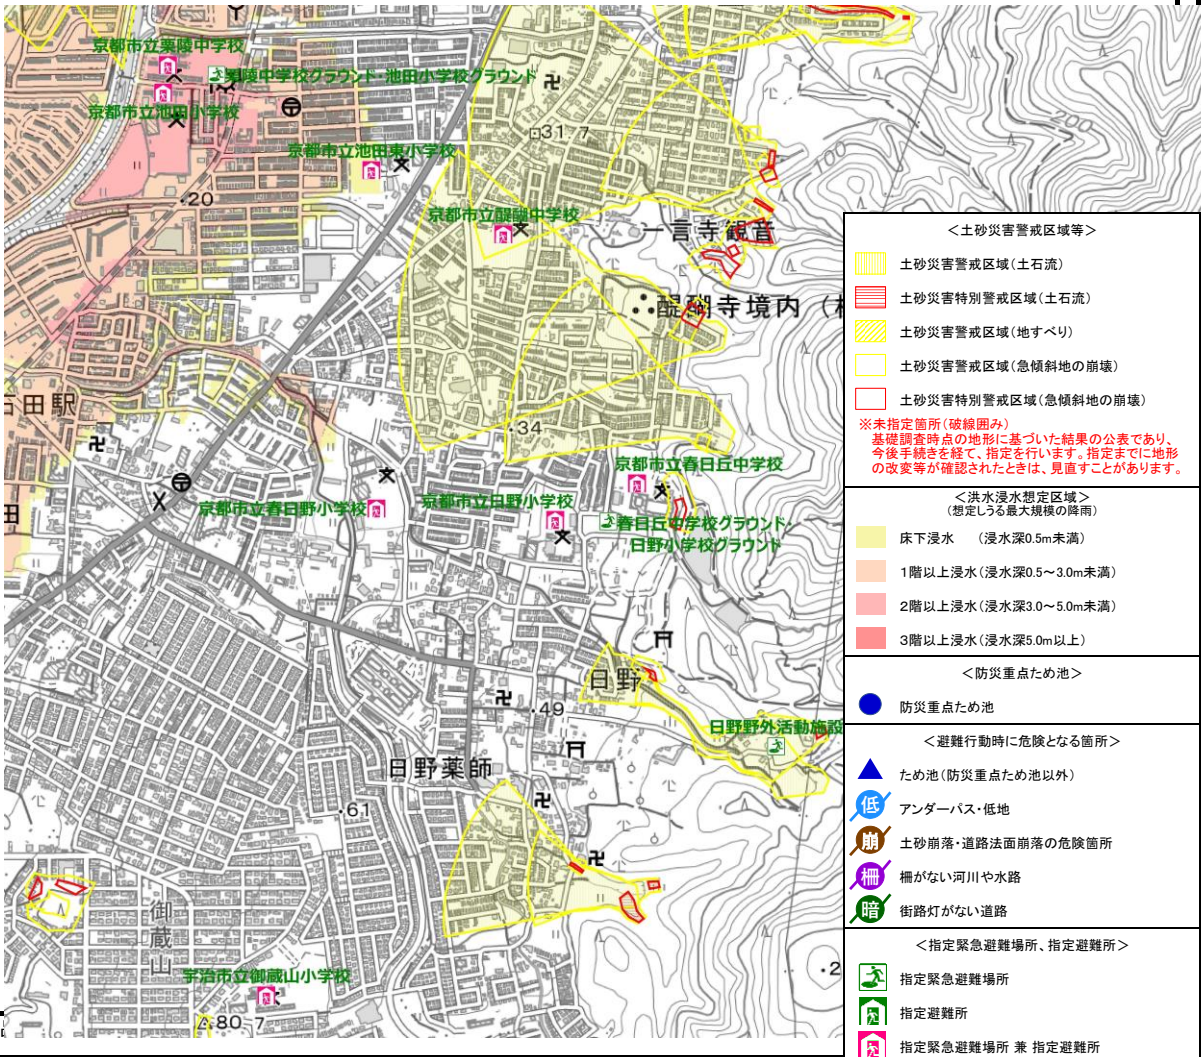 京都市立栗陵中学校
栗陵中学校グラウンド・池田小学校グラウンド
京都市立池田小学校
31.7
京都市立池田東小学校
100
200
20
京都市立醍醐中学校
一言寺観音
醍醐寺境内
石田駅
34
京都市立春日丘中学校
京都市立春日野小学校
京都市立日野小学校
春日丘中学校グラウンド・
日野小学校グラウンド
田
日野
49
日野野外活動施設
日野薬師
61
御蔵山
宇治市立御蔵山小学校
80.7
<土砂災害警戒区域等>
土砂災害警戒区域(土石流)
土砂災害特別警戒区域(土石流)
土砂災害警戒区域(地すべり)
土砂災害警戒区域(急傾斜地の崩壊)
土砂災害特別警戒区域(急傾斜地の崩壊)
※未指定箇所(破線囲み)
基礎調査時点の地形に基づいた結果の公表であり、
今後手続きを経て、指定を行います。指定までに地形
の改変等が確認されたときは、見直すことがあります。
<洪水浸水想定区域>
(想定しうる最大規模の降雨)
床下浸水 (浸水深0.5m未満)
1階以上浸水(浸水深0.5~3.0m未満)
2階以上浸水(浸水深3.0~5.0m未満)
3階以上浸水(浸水深5.0m以上)
<防災重点ため池>
防災重点ため池
<避難行動時に危険となる箇所>
ため池(防災重点ため池以外)
低 アンダーパス・低地
崩 土砂崩落・道路法面崩落の危険箇所
柵 柵がない河川や水路
暗 街路灯がない道路
<指定緊急避難場所、指定避難所>
指定緊急避難場所
指定避難所
指定緊急避難場所 兼 指定避難所